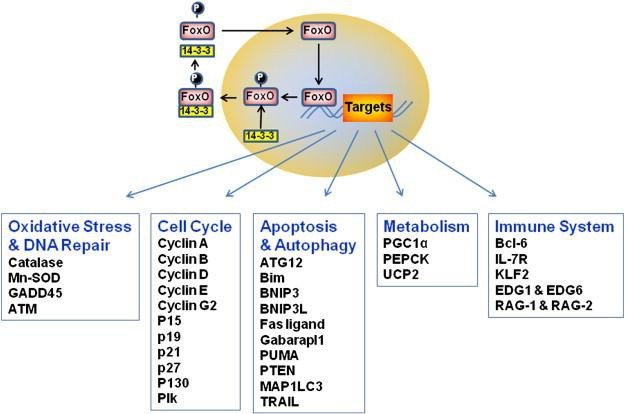 P
FoxO
14-3-3
FoxO
P
FoxO
14-3-3
P
FoxO
FoxO
Targets
14-3-3
Oxidative Stress
& DNA Repair
Catalase
Mn-SOD
GADD45
ATM
Cell Cycle
Cyclin A
Cyclin B
Cyclin D
Cyclin E
Cyclin G2
P15
p19
p21
p27
P130
Plk
Apoptosis
& Autophagy
ATG12
Bim
BNIP3
BNIP3L
Fas ligand
Gabarapl1
PUMA
PTEN
MAP1LC3
TRAIL
Metabolism
PGC1α
PEPCK
UCP2
Immune System
Bcl-6
IL-7R
KLF2
EDG1 & EDG6
RAG-1 & RAG-2